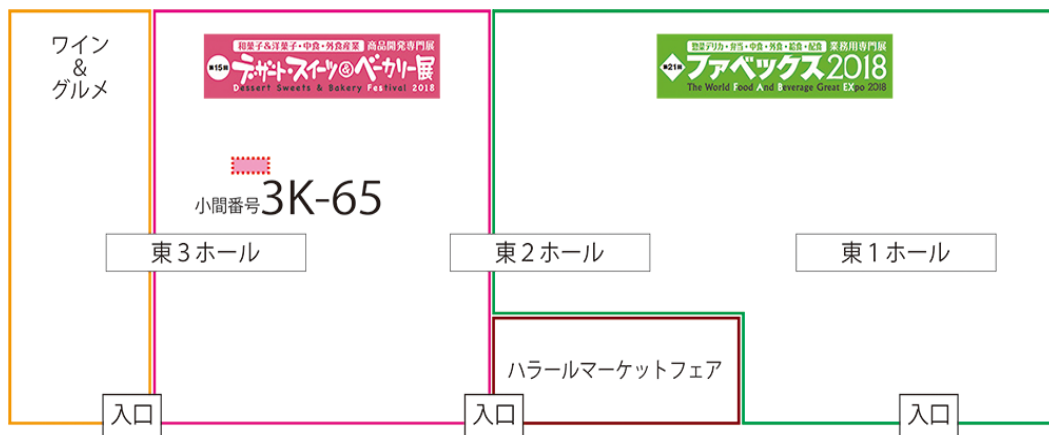 ワイン
&
グルメ
和菓子&洋菓子・中食・外食産業 商品開発専門展
第15回 デザート・スイーツ&ベーカリー展
Dessert Sweets & Bakery Festival 2018
惣菜デリカ・弁当・中食・外食・給食・配食 業務用専門展
第21回 ファベックス2018
The World Food And Beverage Great EXpo 2018
小間番号3K-65
東3ホール
東2ホール
東1ホール
ハラールマーケットフェア
入口
入口
入口